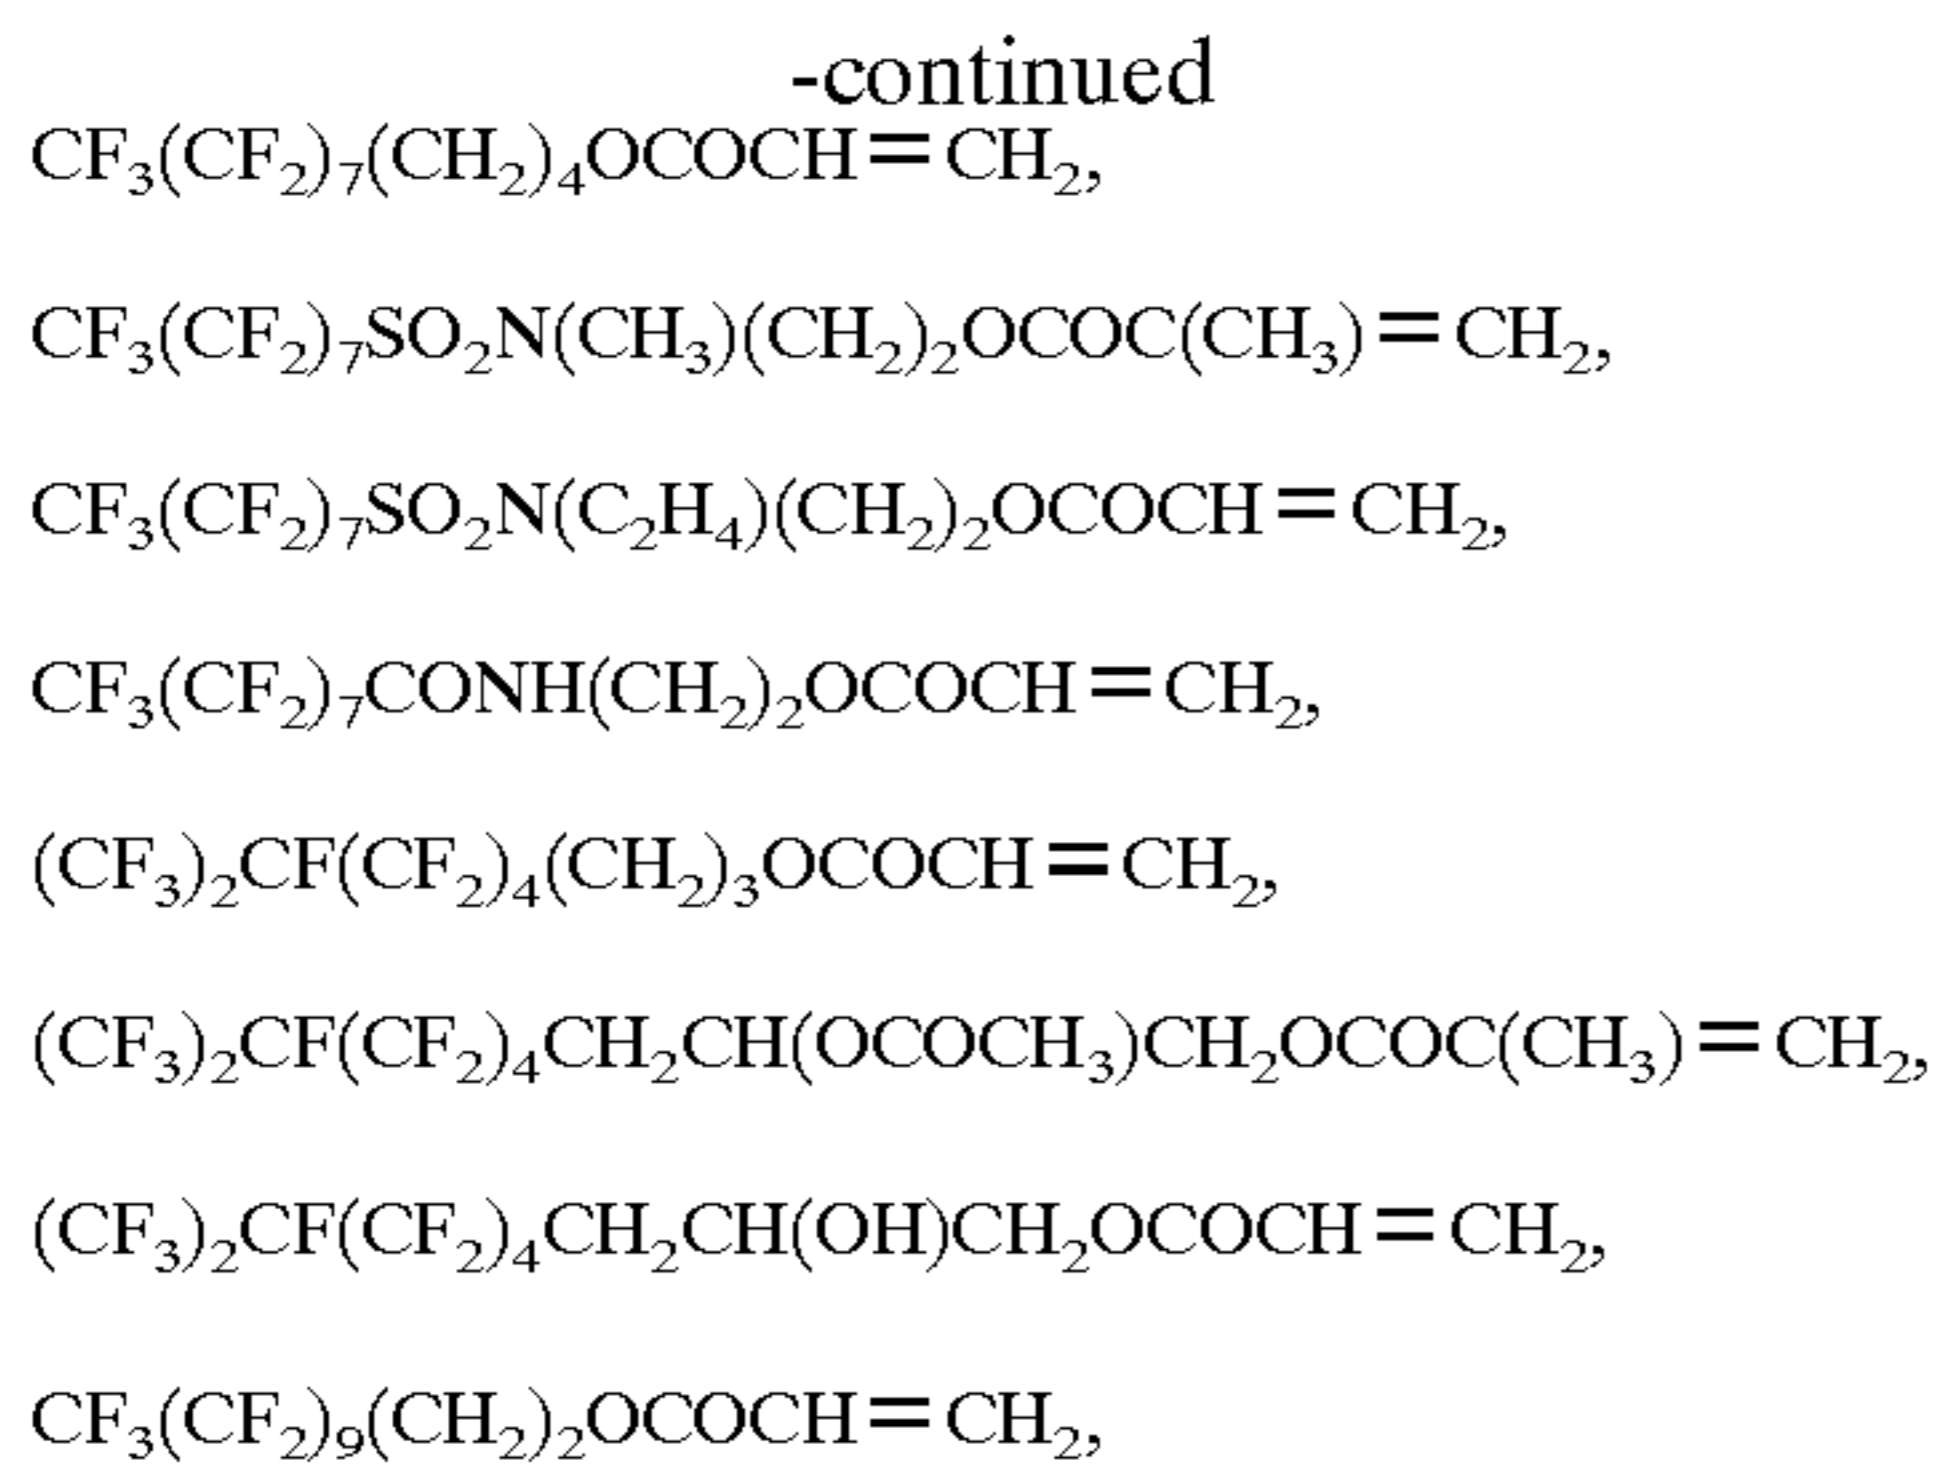 -continued
CF₃(CF₂)₇(CH₂)₄OCOCH=CH₂,
CF₃(CF₂)₇SO₂N(CH₃)(CH₂)₂OCOC(CH₃)=CH₂,
CF₃(CF₂)₇SO₂N(C₂H₄)(CH₂)₂OCOCH=CH₂,
CF₃(CF₂)₇CONH(CH₂)₂OCOCH=CH₂,
(CF₃)₂CF(CF₂)₄(CH₂)₃OCOCH=CH₂,
(CF₃)₂CF(CF₂)₄CH₂CH(OCOCH₃)CH₂OCOC(CH₃)=CH₂,
(CF₃)₂CF(CF₂)₄CH₂CH(OH)CH₂OCOCH=CH₂,
CF₃(CF₂)₉(CH₂)₂OCOCH=CH₂,